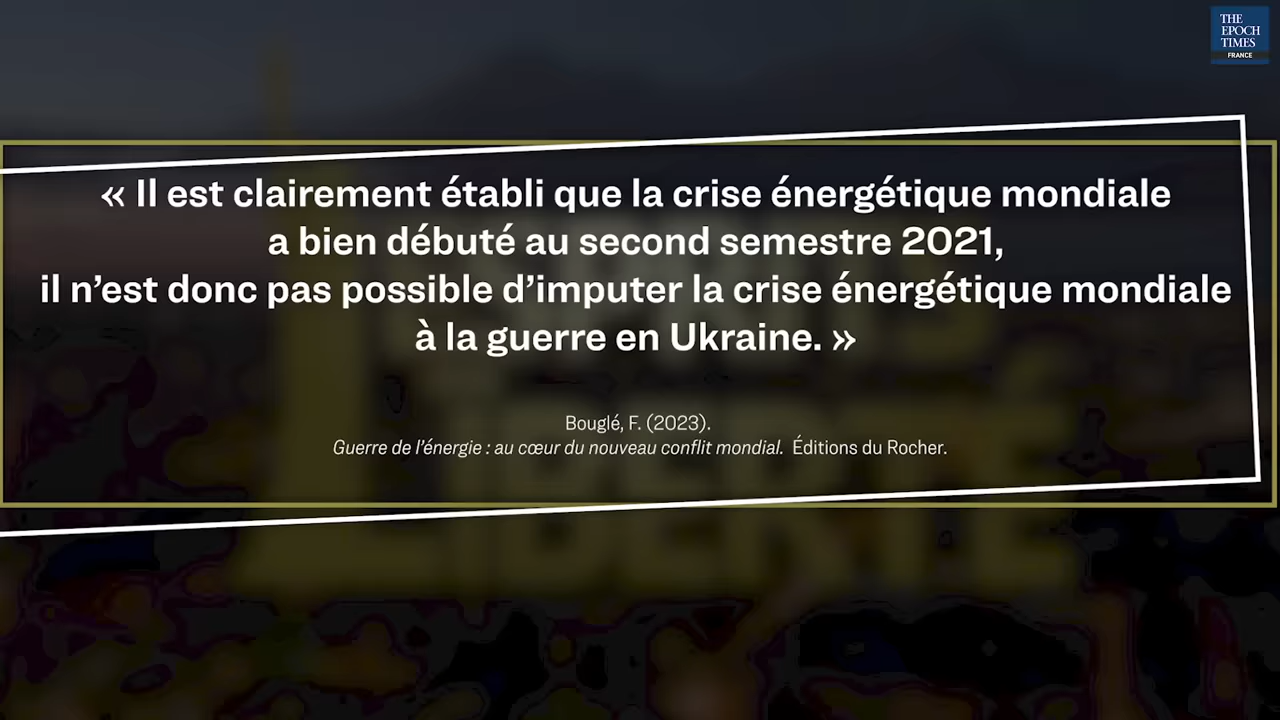 THE
EPOCH
TIMES
FRANCE
« Il est clairement établi que la crise énergétique mondiale
a bien débuté au second semestre 2021,
il n’est donc pas possible d’imputer la crise énergétique mondiale
à la guerre en Ukraine. »
Bouglé, F. (2023).
Guerre de l’énergie : au cœur du nouveau conflit mondial. Éditions du Rocher.
LIBERTÉ